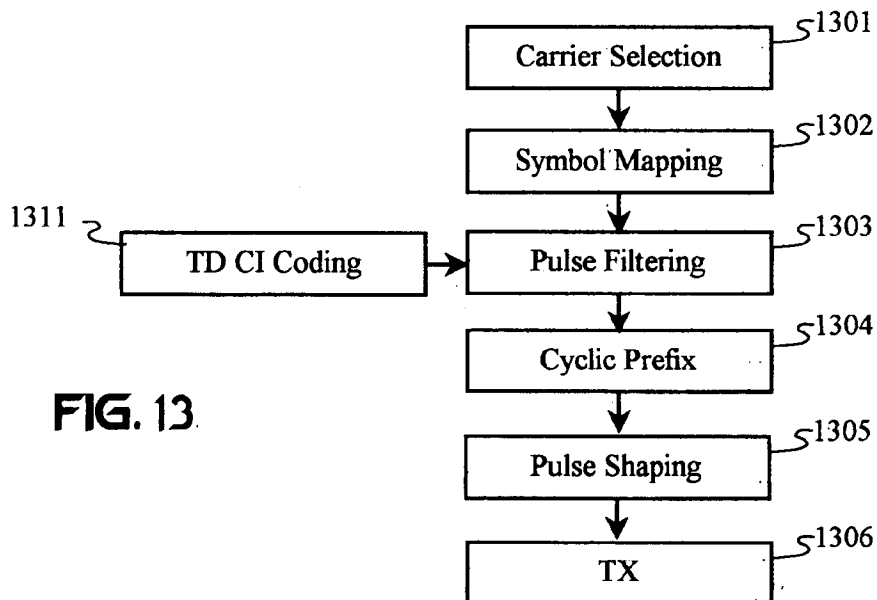 1301
Carrier Selection
1302
Symbol Mapping
1311
1303
TD CI Coding
Pulse Filtering
1304
Cyclic Prefix
FIG. 13
1305
Pulse Shaping
1306
TX